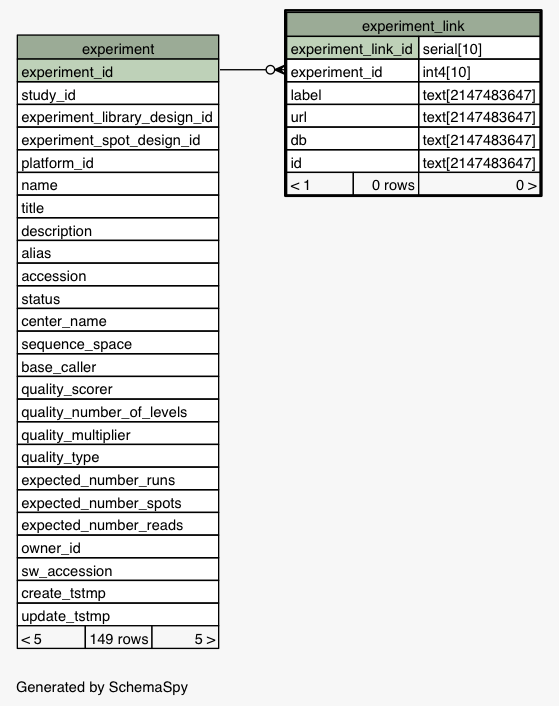 experiment
experiment_id
study_id
experiment_library_design_id
experiment_spot_design_id
platform_id
name
title
description
alias
accession
status
center_name
sequence_space
base_caller
quality_scorer
quality_number_of_levels
quality_multiplier
quality_type
expected_number_runs
expected_number_spots
expected_number_reads
owner_id
sw_accession
create_tstmp
update_tstmp
< 5 149 rows 5 >
experiment_link
experiment_link_id serial[10]
experiment_id int4[10]
label text[2147483647]
url text[2147483647]
db text[2147483647]
id text[2147483647]
< 1 0 rows 0 >
Generated by SchemaSpy